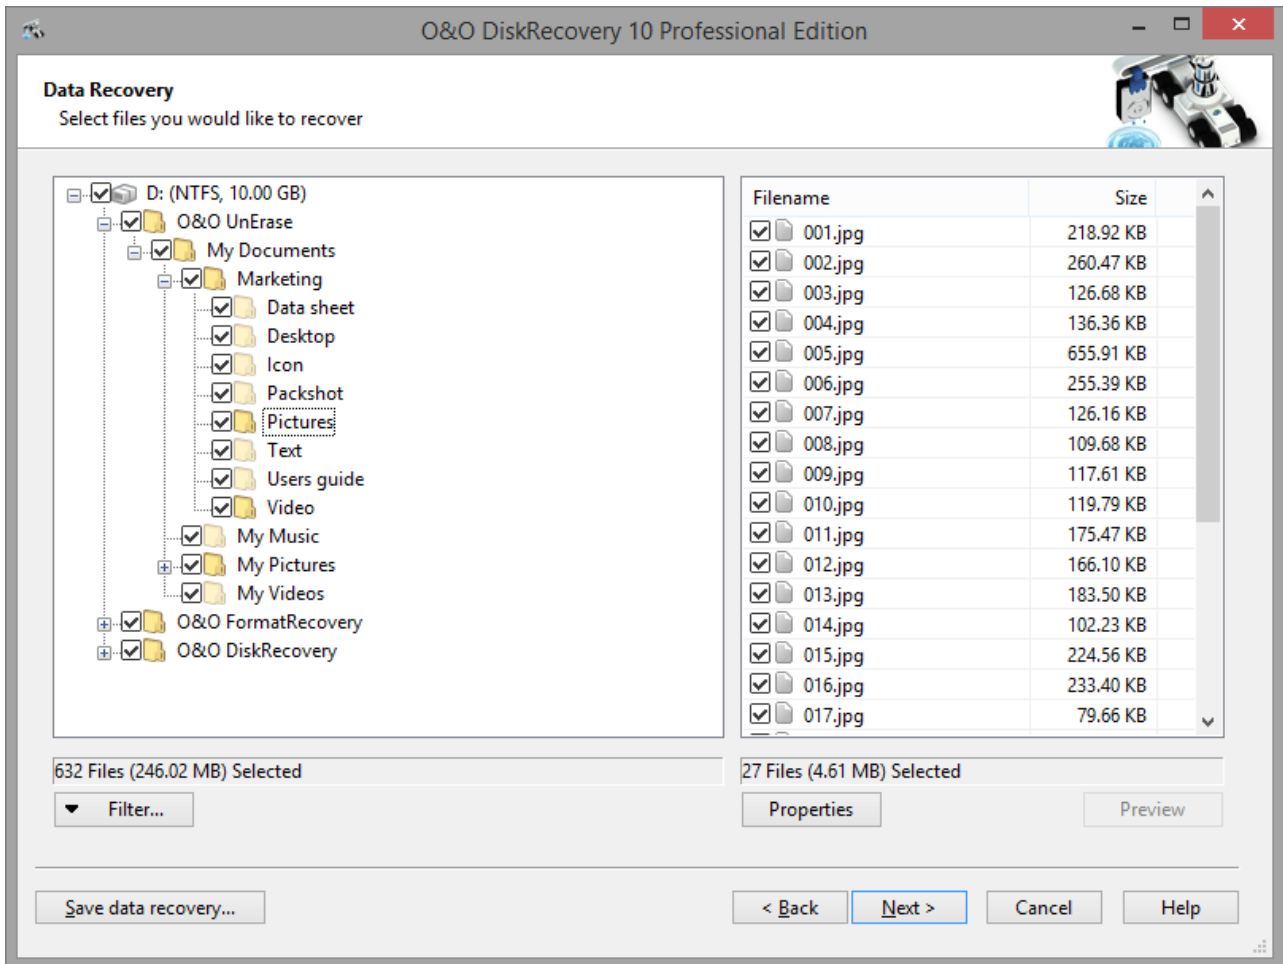 O&O DiskRecovery 10 Professional Edition
Data Recovery
Select files you would like to recover
D: (NTFS, 10.00 GB)
O&O UnErase
My Documents
Marketing
Data sheet
Desktop
Icon
Packshot
Pictures
Text
Users guide
Video
My Music
My Pictures
My Videos
O&O FormatRecovery
O&O DiskRecovery
Filename Size
001.jpg 218.92 KB
002.jpg 260.47 KB
003.jpg 126.68 KB
004.jpg 136.36 KB
005.jpg 655.91 KB
006.jpg 255.39 KB
007.jpg 126.16 KB
008.jpg 109.68 KB
009.jpg 117.61 KB
010.jpg 119.79 KB
011.jpg 175.47 KB
012.jpg 166.10 KB
013.jpg 183.50 KB
014.jpg 102.23 KB
015.jpg 224.56 KB
016.jpg 233.40 KB
017.jpg 79.66 KB
632 Files (246.02 MB) Selected
27 Files (4.61 MB) Selected
Filter...
Properties
Preview
Save data recovery...
< Back
Next >
Cancel
Help